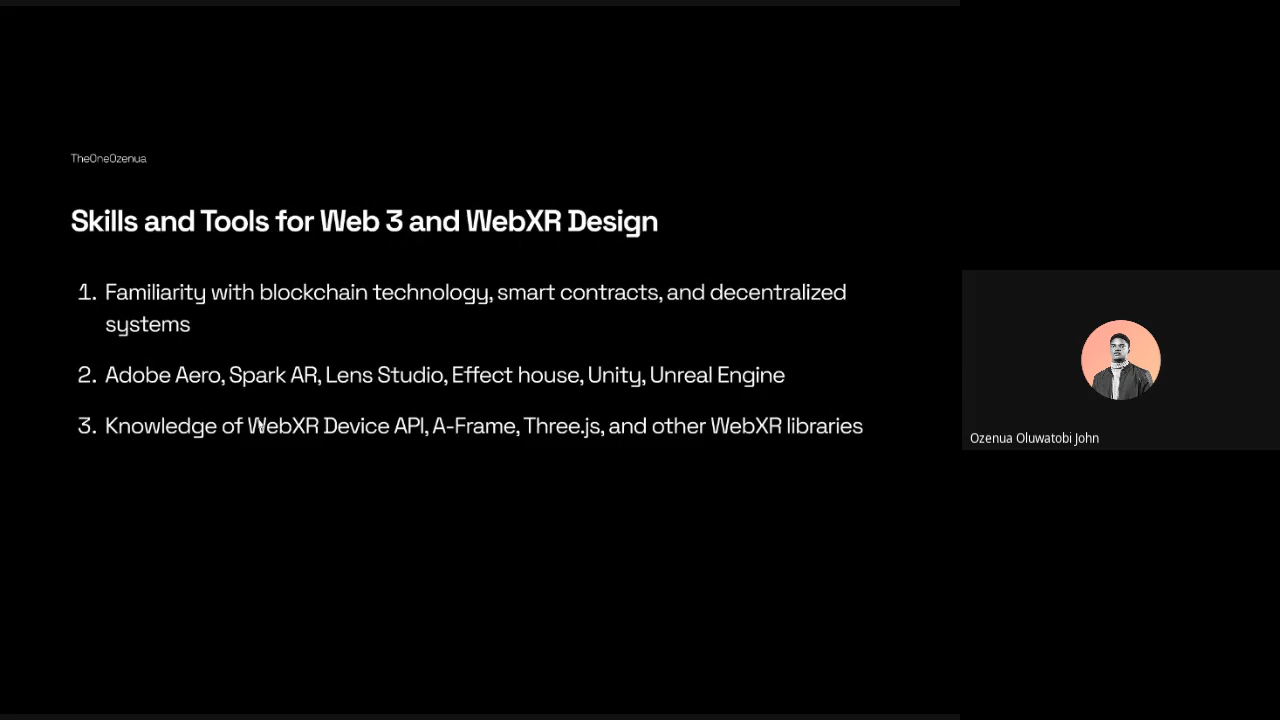 TheOneOzenua
Skills and Tools for Web 3 and WebXR Design
1. Familiarity with blockchain technology, smart contracts, and decentralized
systems
2. Adobe Aero, Spark AR, Lens Studio, Effect house, Unity, Unreal Engine
3. Knowledge of WebXR Device API, A-Frame, Three.js, and other WebXR libraries
Ozenua Oluwatobi John